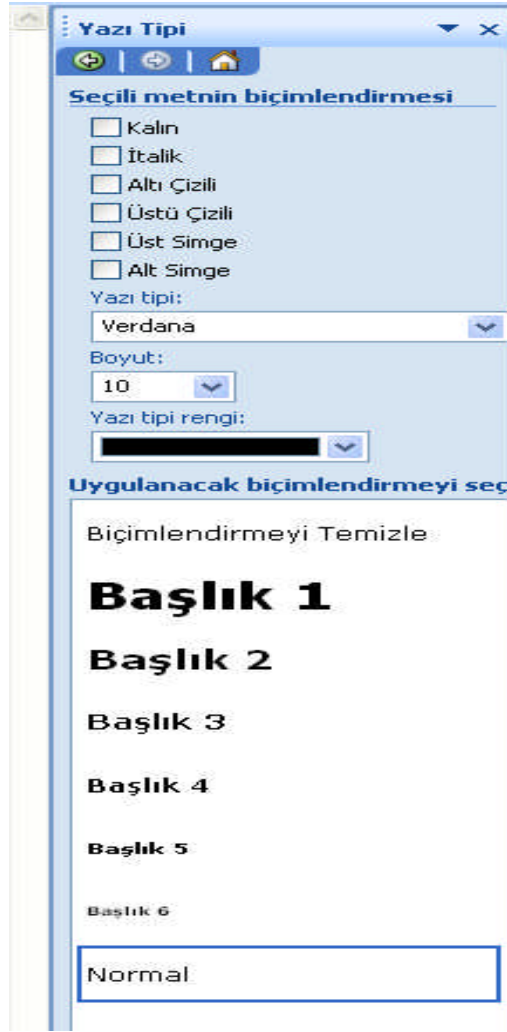 Yazı Tipi
Seçili metnin biçimlendirmesi
Kalın
İtalik
Altı Çizili
Üstü Çizili
Üst Simge
Alt Simge
Yazı tipi:
Verdana
Boyut:
10
Yazı tipi rengi:
Uygulanacak biçimlendirmeyi seç
Biçimlendirmeyi Temizle
Başlık 1
Başlık 2
Başlık 3
Başlık 4
Başlık 5
Başlık 6
Normal